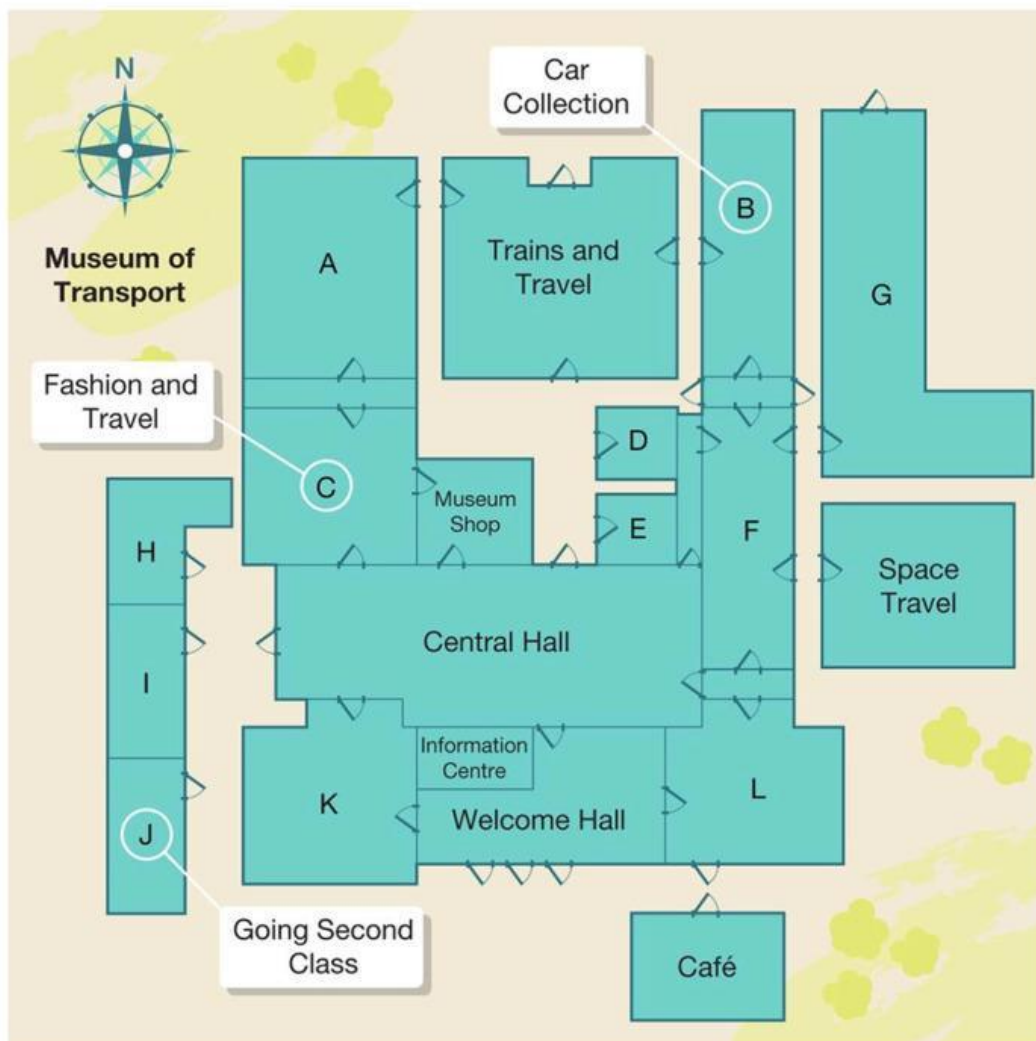 N
Museum of
Transport
Car
Collection
B
A
Trains and
Travel
G
Fashion and
Travel
C
Museum
Shop
D
E
F
H
Space
Travel
I
Central Hall
J
K
Information
Centre
Welcome Hall
L
Going Second
Class
Café